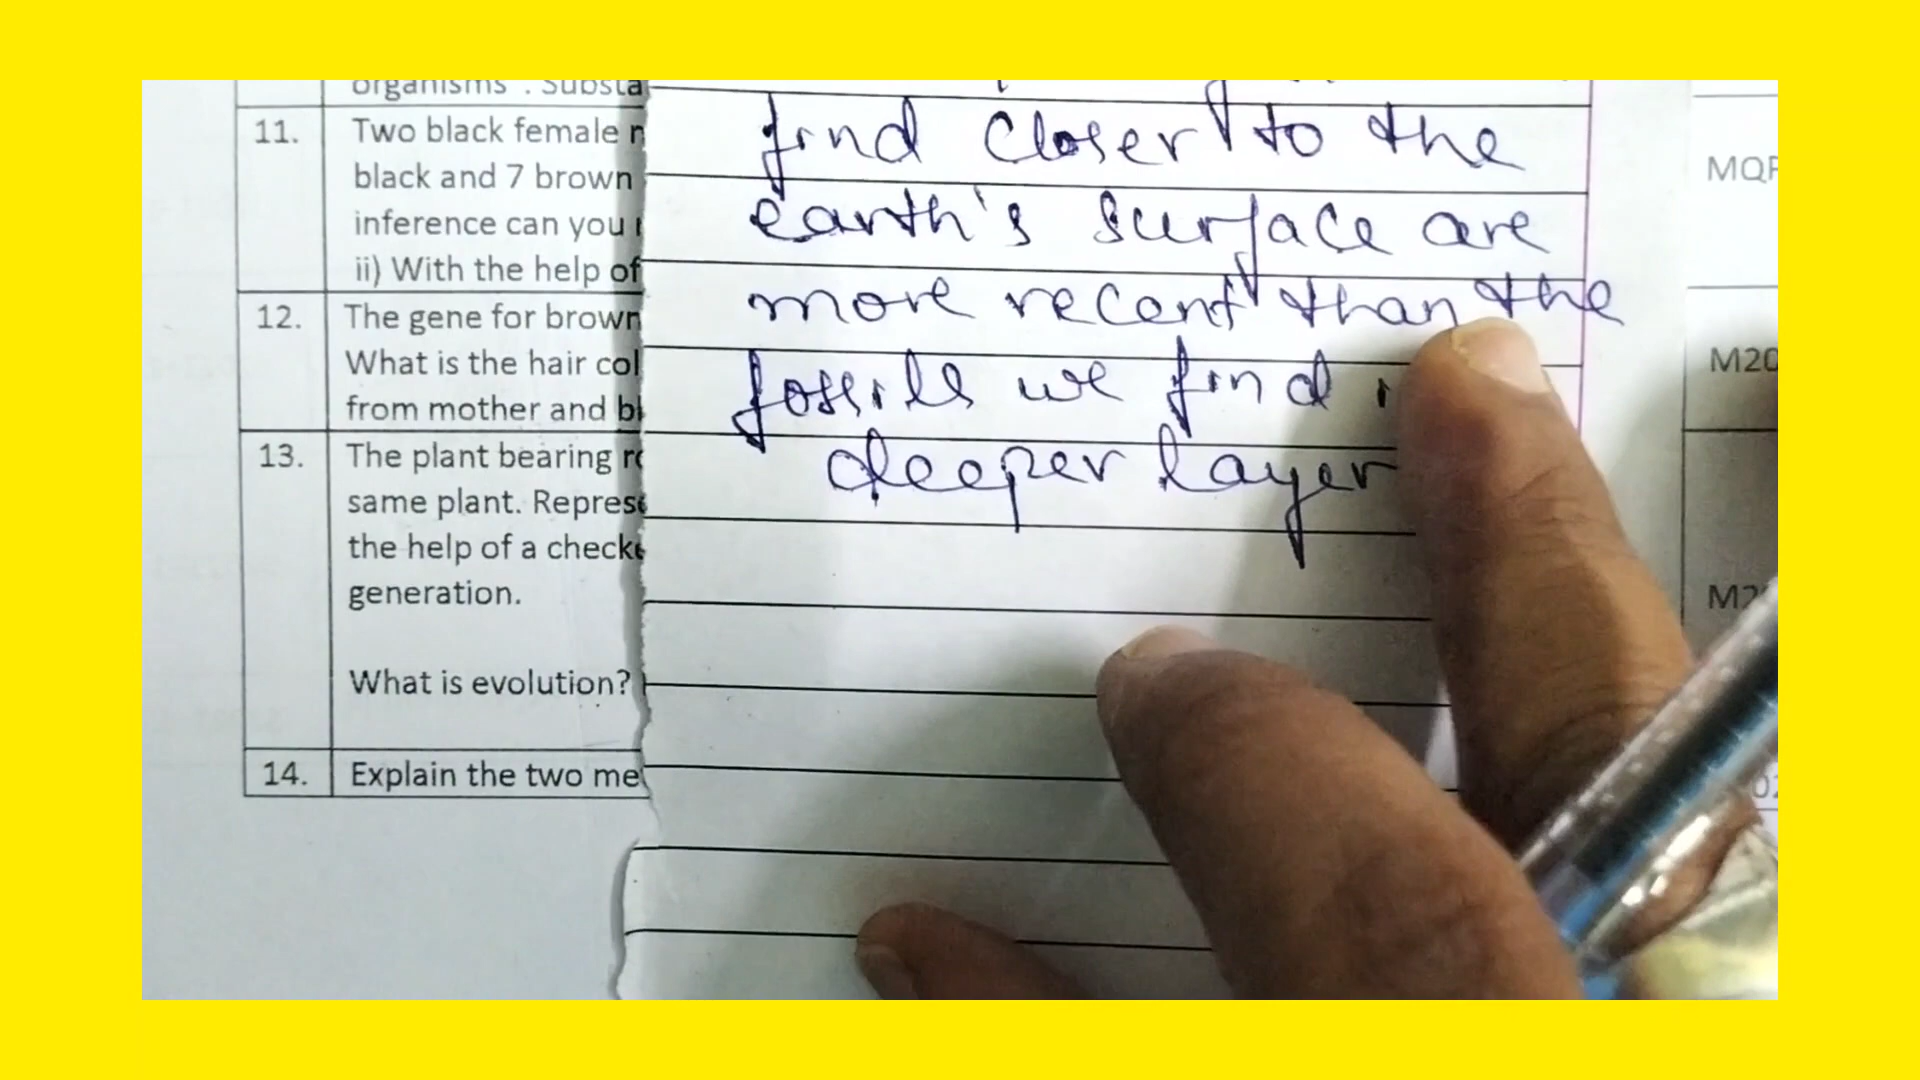 organisms . Substa
11. Two black female
black and 7 brown
inference can you
ii) With the help of
12. The gene for brown
What is the hair col
from mother and bl
13. The plant bearing
same plant. Represe
the help of a checke
generation.
What is evolution?
14. Explain the two me
find closer to the
earth's surface are
more recent than the
fossils we find
deeper layer
MQP
M20
M2